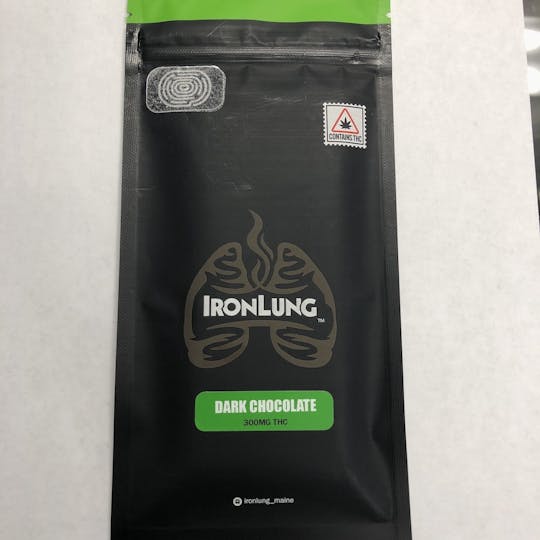 CONTAINS THC
IRONLUNG
TM
DARK CHOCOLATE
300MG THC
ironlung_maine